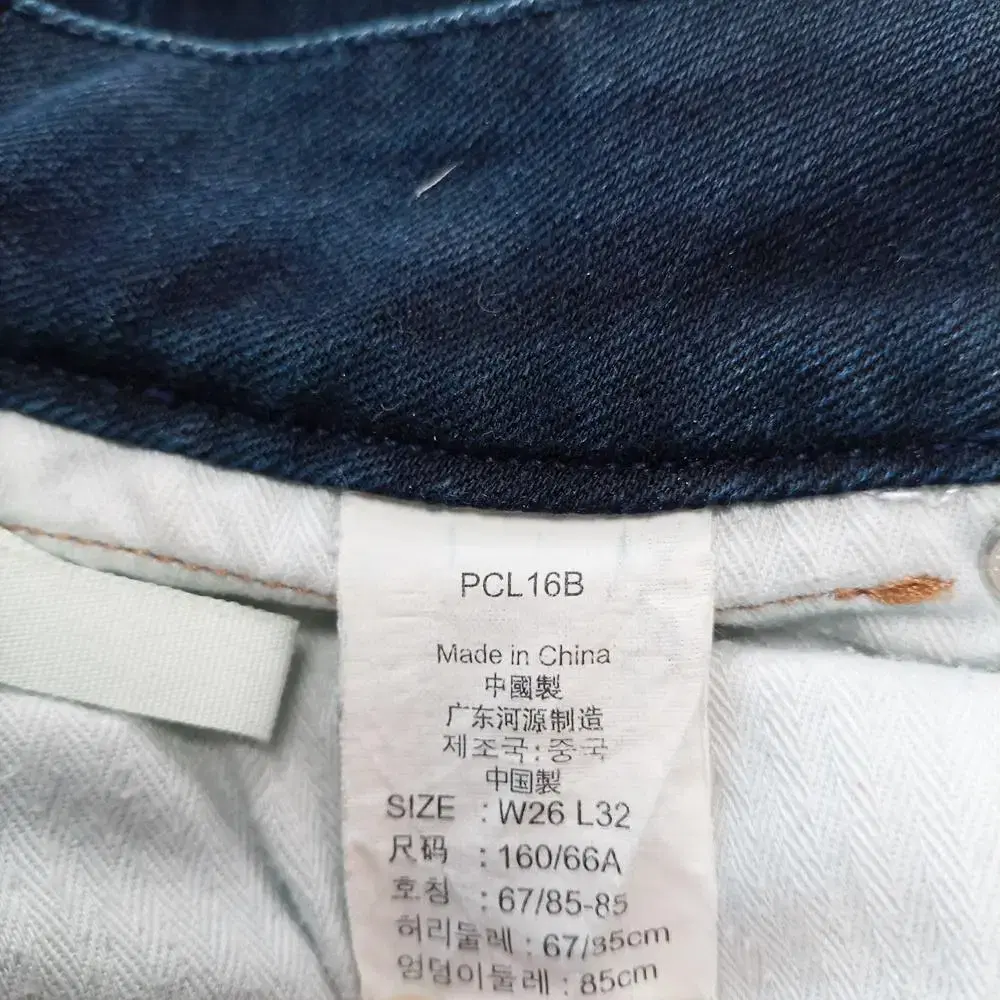 PCL16B
Made in China
中國製
广东河源制造
제조국:중국
中国製
SIZE : W26 L32
尺码 : 160/66A
호칭 : 67/85-85
허리둘레 : 67/85cm
엉덩이둘레 : 85cm